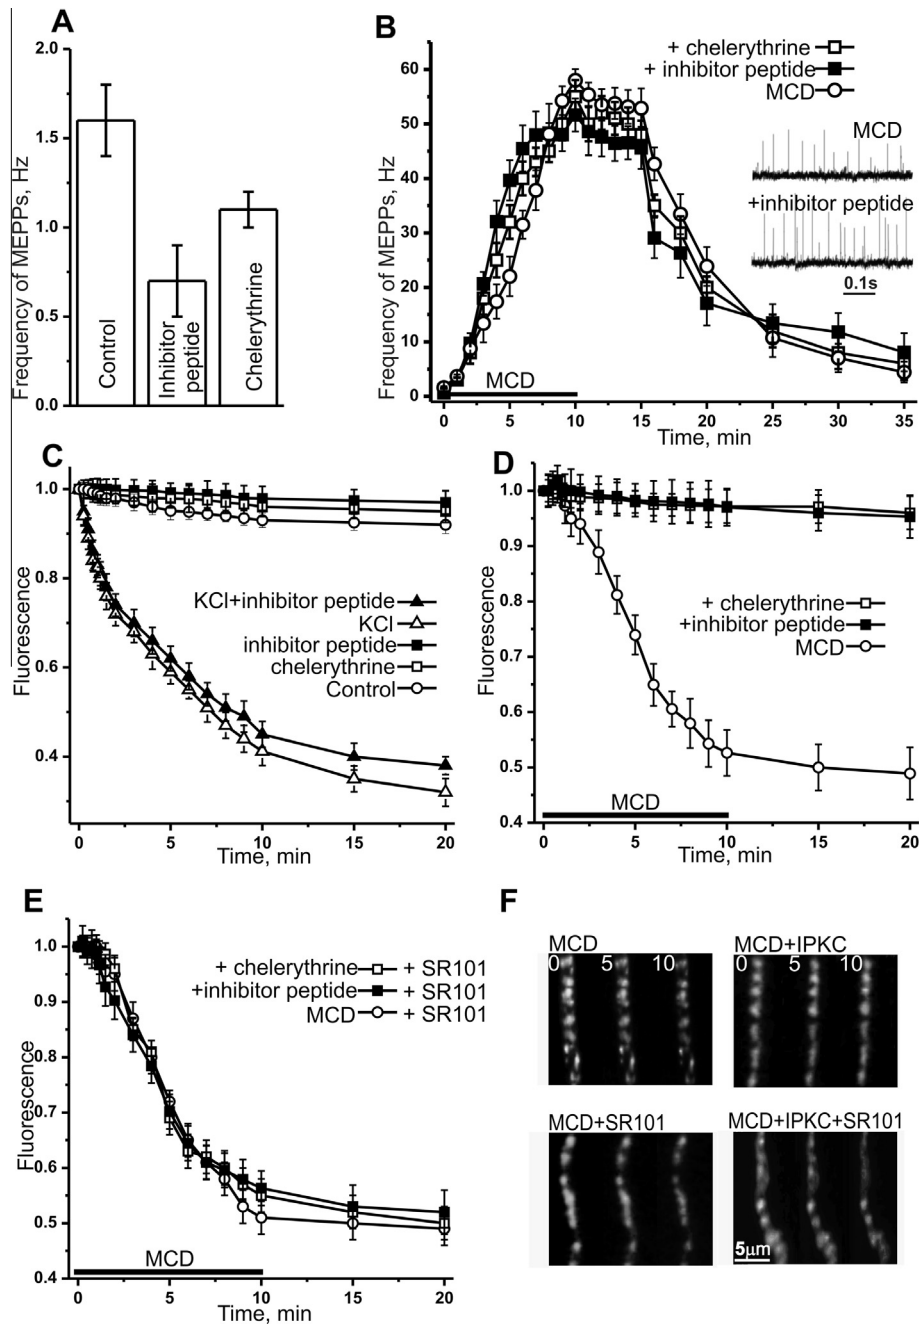 A
Frequency of MEPPs, Hz
2.0
1.5
1.0
0.5
0.0
Control
Inhibitor
peptide
Chelerythrine
B
Frequency of MEPPs, Hz
60
50
40
30
20
10
0
+ chelerythrine
+ inhibitor peptide
MCD
MCD
+inhibitor peptide
0.1s
MCD
0 5 10 15 20 25 30 35
Time, min
C
Fluorescence
1.0
0.8
0.6
0.4
KCl+inhibitor peptide
KCl
inhibitor peptide
chelerythrine
Control
0 5 10 15 20
Time, min
D
Fluorescence
1.0
0.9
0.8
0.7
0.6
0.5
0.4
+ chelerythrine
+inhibitor peptide
MCD
MCD
0 5 10 15 20
Time, min
E
Fluorescence
1.0
0.9
0.8
0.7
0.6
0.5
0.4
+ chelerythrine + SR101
+inhibitor peptide + SR101
MCD + SR101
MCD
0 5 10 15 20
Time, min
F
MCD
0 5 10
MCD+IPKC
0 5 10
MCD+SR101
MCD+IPKC+SR101
5µm